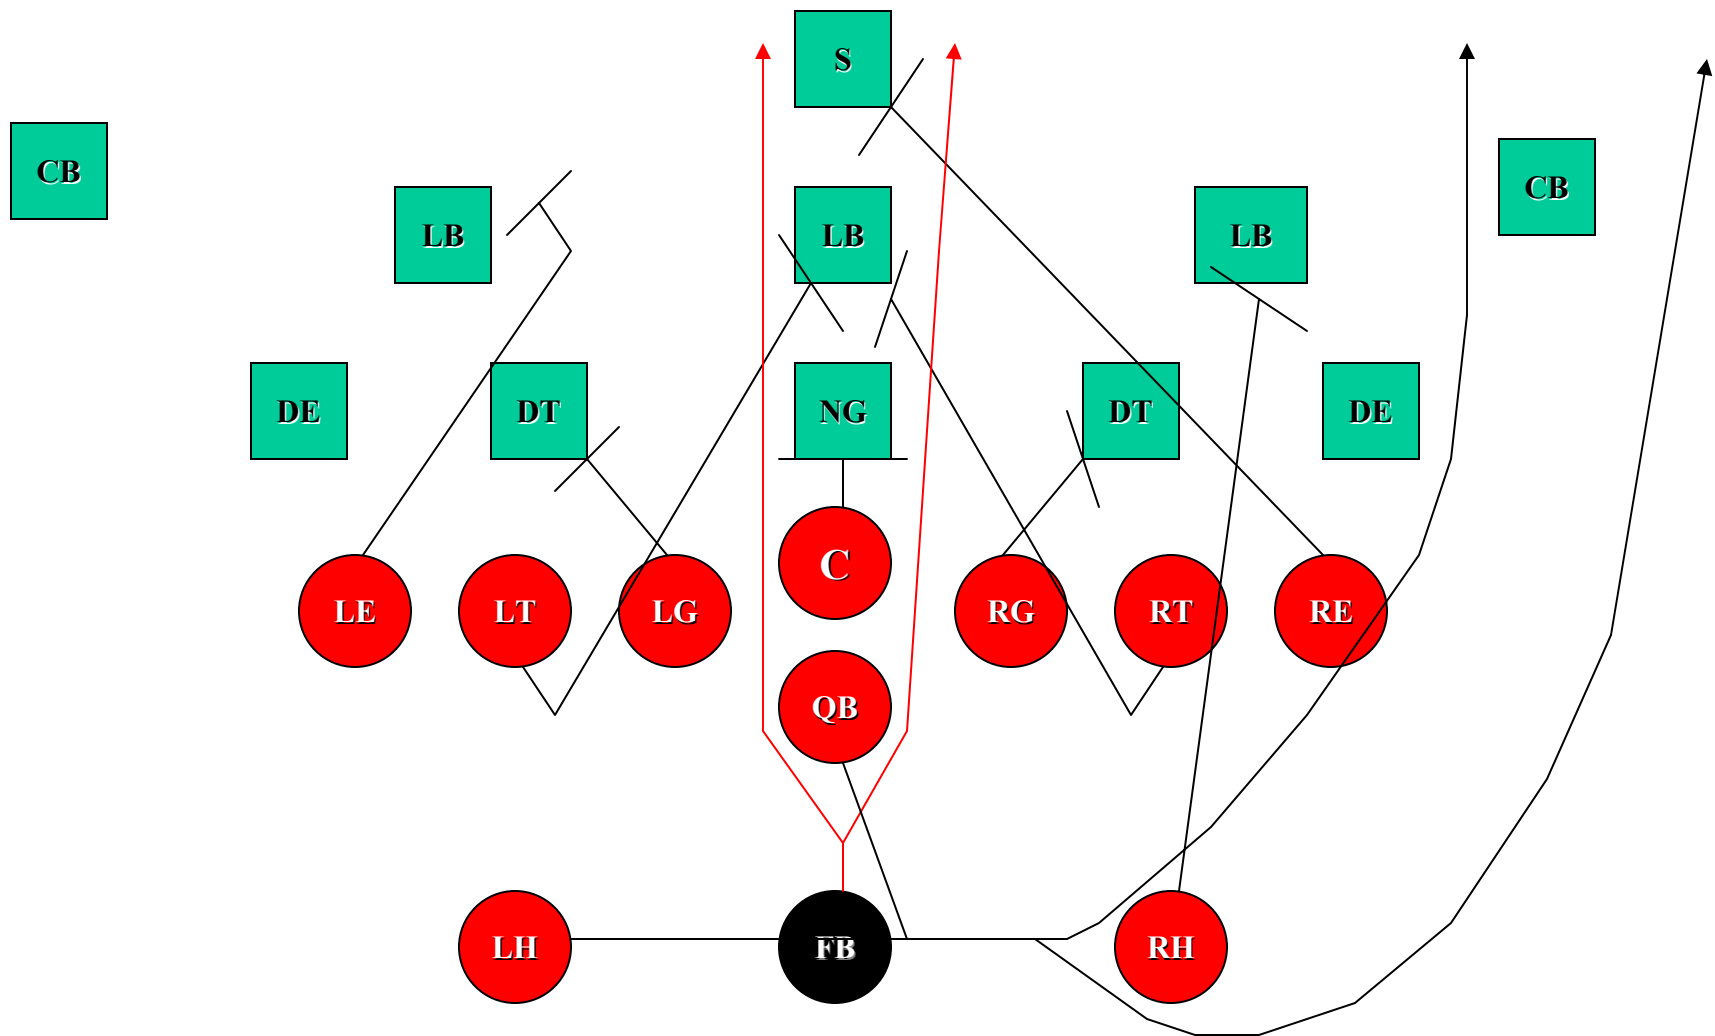 S
CB
CB
LB
LB
LB
DE
DT
NG
DT
DE
C
LE
LT
LG
RG
RT
RE
QB
LH
FB
RH